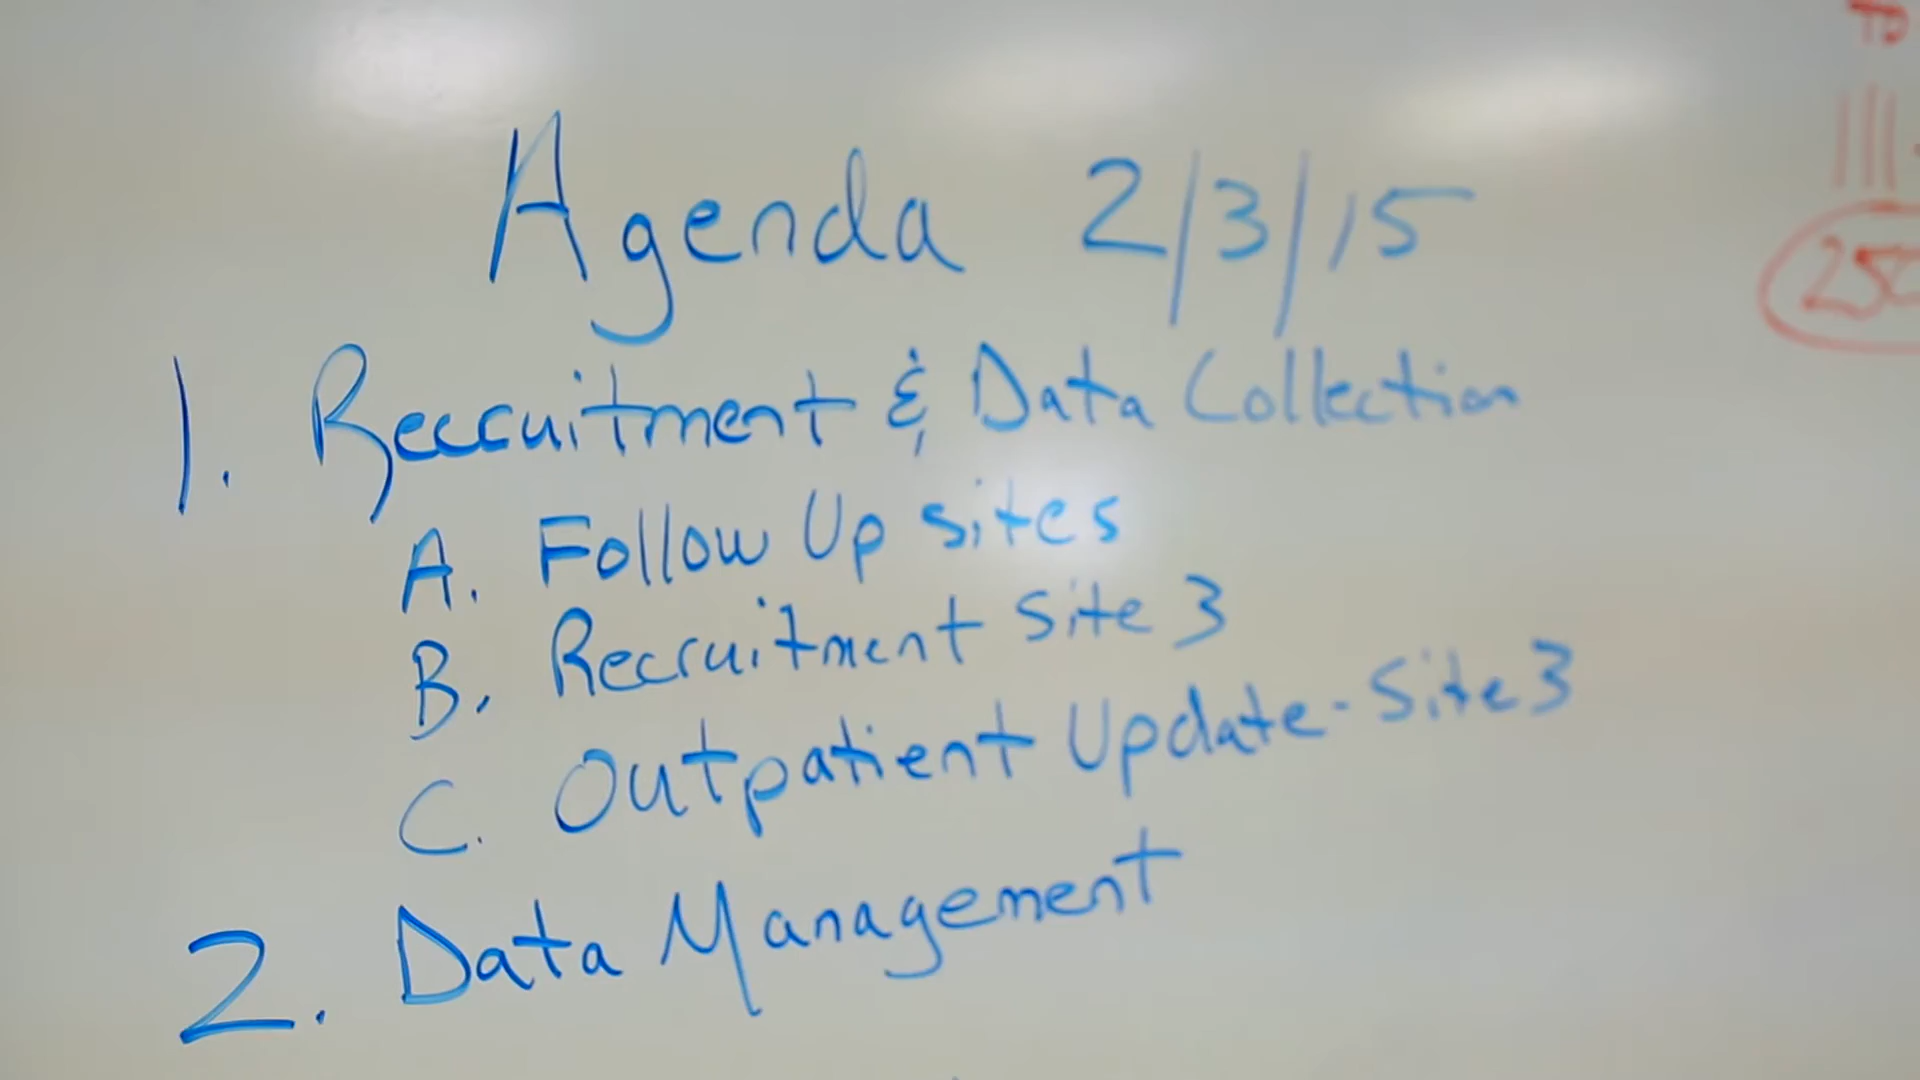 Agenda 2/3/15
1. Recruitment & Data Collection
A. Follow Up sites
B. Recruitment Site 3
C. Outpatient Update - Site 3
2. Data Management